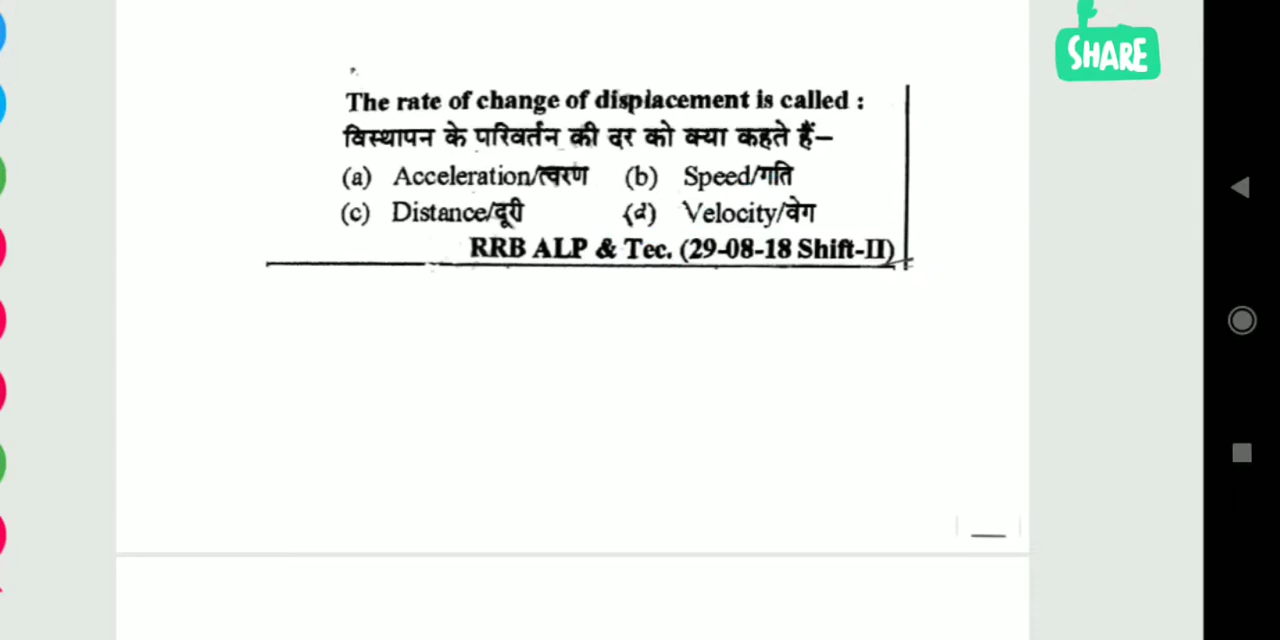 SHARE
The rate of change of displacement is called :
विस्थापन के परिवर्तन की दर को क्या कहते हैं–
(a) Acceleration/त्वरण (b) Speed/गति
(c) Distance/दूरी (d) Velocity/वेग
RRB ALP & Tec. (29-08-18 Shift-II)